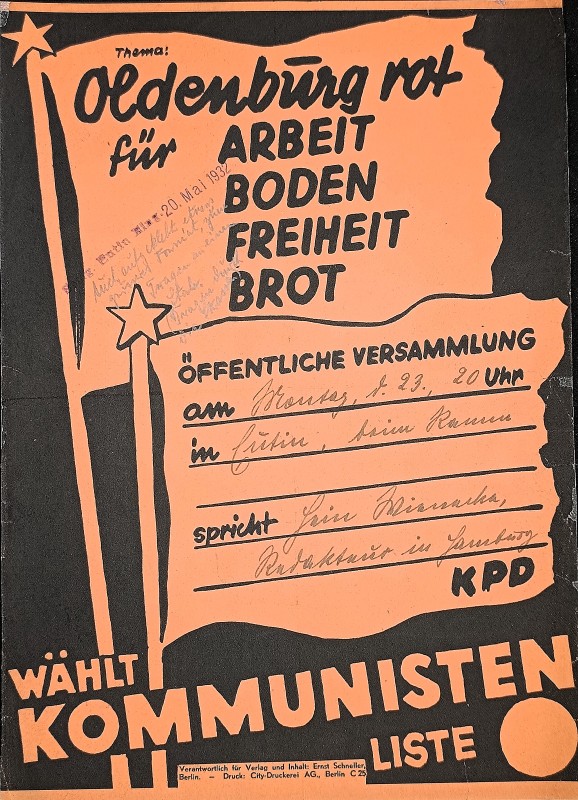 Thema:
Oldenburg rot
für ARBEIT
BODEN
FREIHEIT
BROT
20. Mai 1932
ÖFFENTLICHE VERSAMMLUNG
am Montag, d. 23., 20 Uhr
in Eutin, beim Kamm
spricht Hein
Redakteur in Hamburg
KPD
WÄHLT
KOMMUNISTEN
LISTE
Verantwortlich für Verlag und Inhalt: Ernst Schneller,
Berlin. — Druck: City-Druckerei AG., Berlin C 25